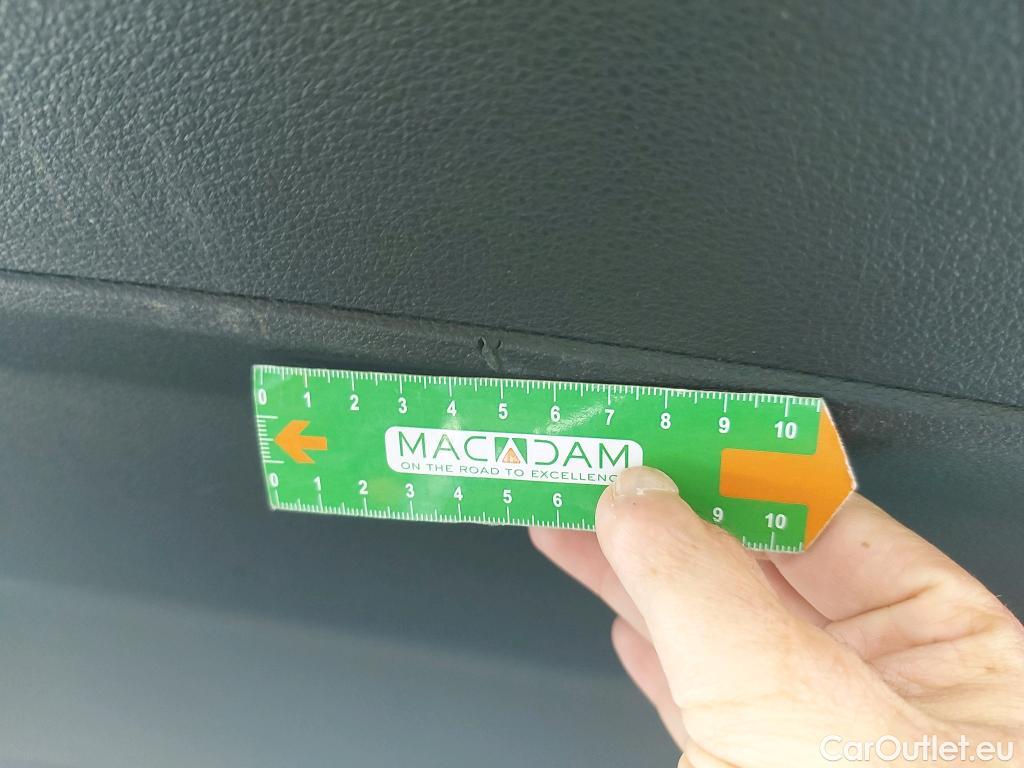 0 1 2 3 4 5 6 7 8 9 10
MACADAM
ON THE ROAD TO EXCELLENC
0 1 2 3 4 5 6 9 10
CarOutlet.eu